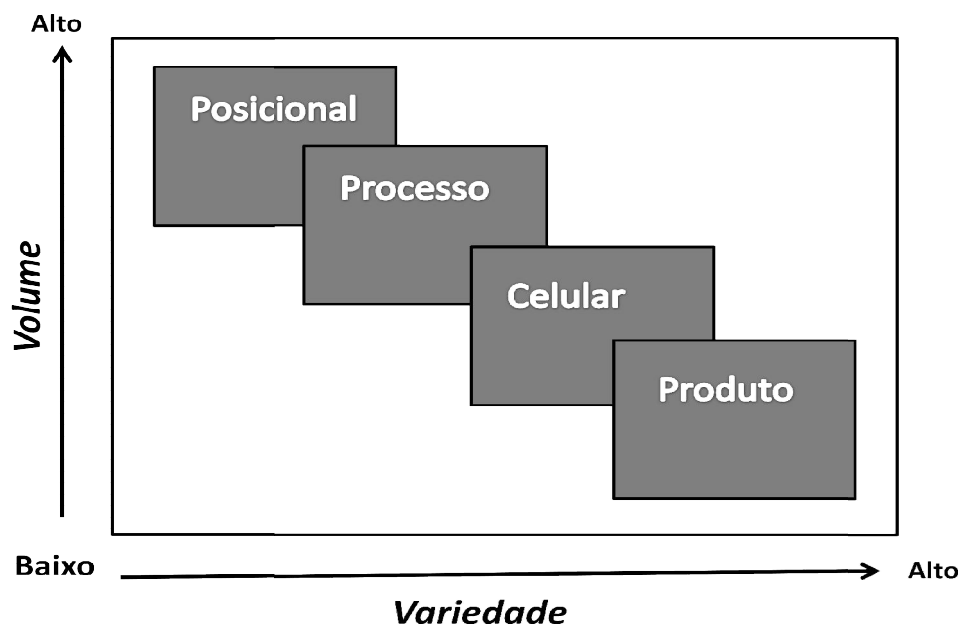 Alto
Posicional
Processo
Volume
Celular
Produto
Baixo
Alto
Variedade